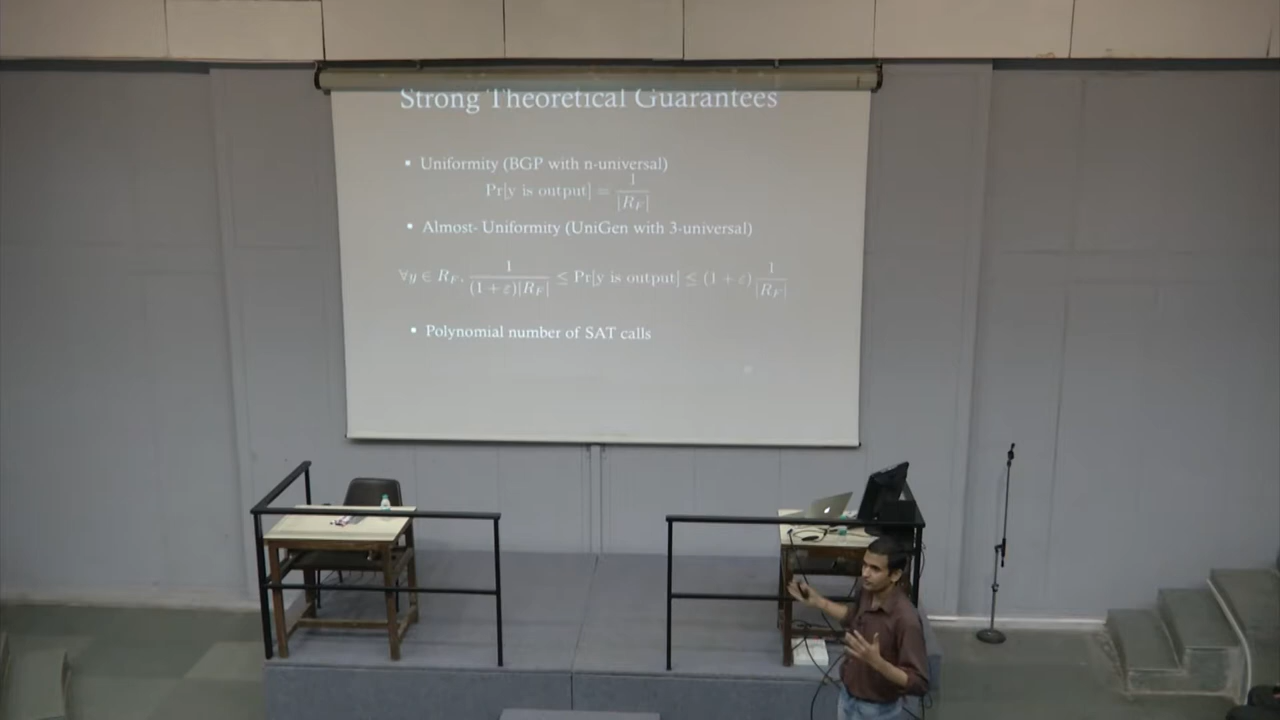 Strong Theoretical Guarantees
▪ Uniformity (BGP with n-universal)
Pr[y is output] = 1/|R_F|
▪ Almost- Uniformity (UniGen with 3-universal)
∀y ∈ R_F, 1/((1+ε)|R_F|) ≤ Pr[y is output] ≤ (1+ε) 1/|R_F|
▪ Polynomial number of SAT calls